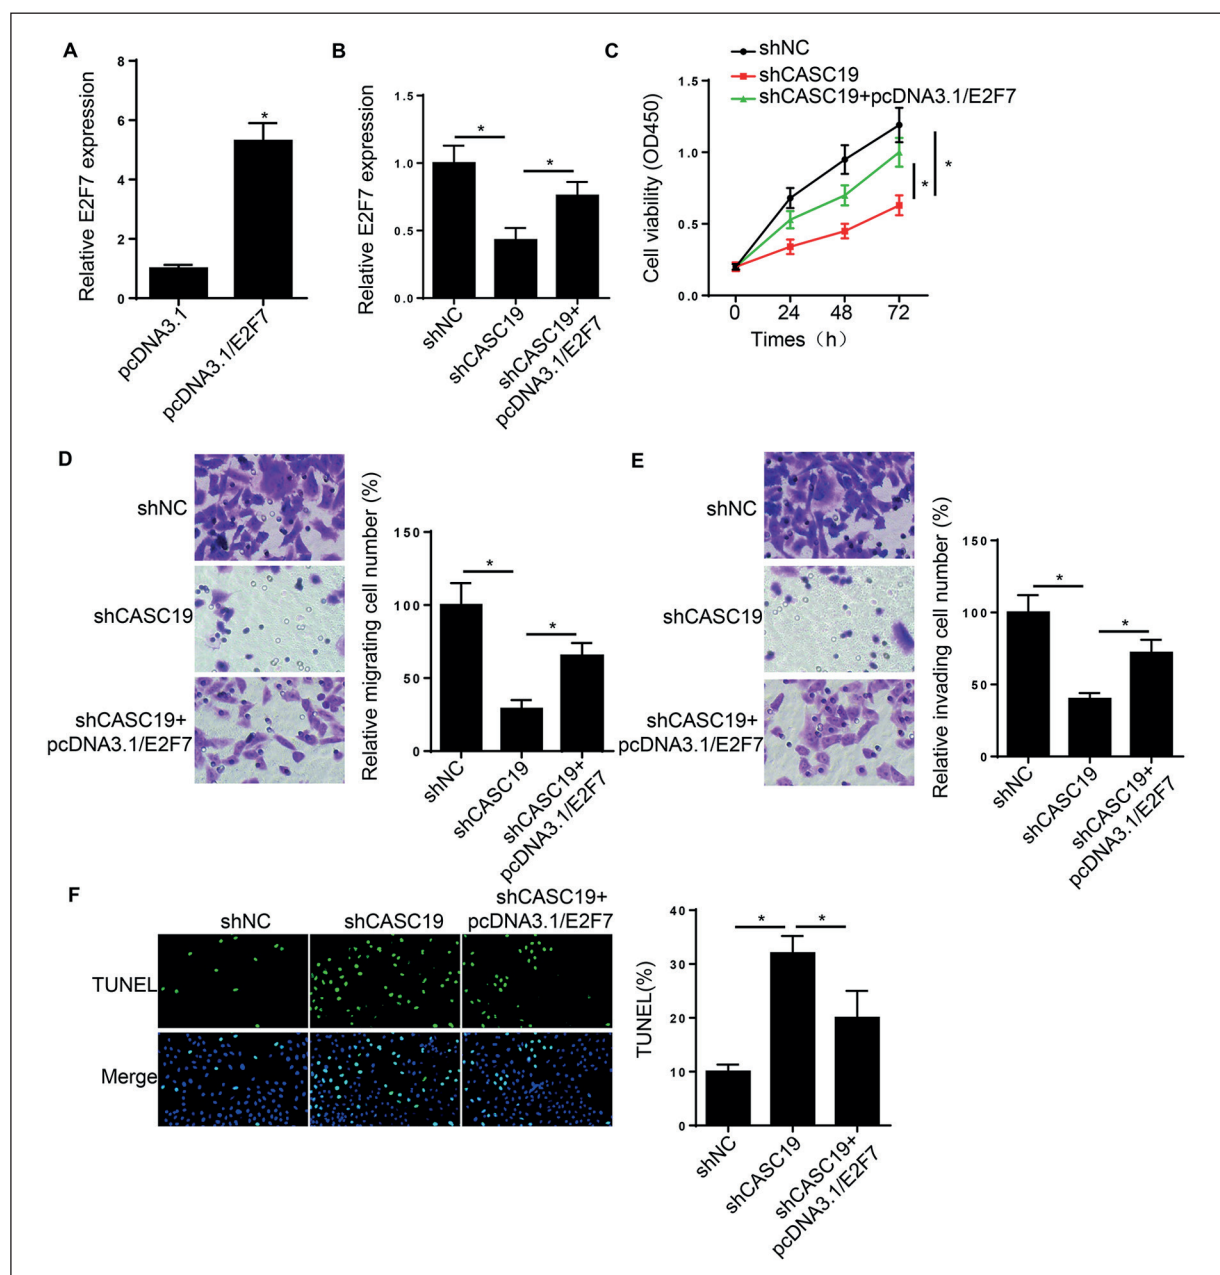 A
Relative E2F7 expression
8
6
4
2
0
pcDNA3.1
pcDNA3.1/E2F7
*
B
Relative E2F7 expression
1.5
1.0
0.5
0.0
*
*
shNC
shCASC19
shCASC19+
pcDNA3.1/E2F7
C
shNC
shCASC19
shCASC19+pcDNA3.1/E2F7
Cell viability (OD450)
1.5
1.0
0.5
0.0
0 24 48 72
Times（h）
*
*
D
shNC
shCASC19
shCASC19+
pcDNA3.1/E2F7
Relative migrating cell number (%)
150
100
50
0
*
*
shNC
shCASC19
shCASC19+
pcDNA3.1/E2F7
E
shNC
shCASC19
shCASC19+
pcDNA3.1/E2F7
Relative invading cell number (%)
150
100
50
0
*
*
shNC
shCASC19
shCASC19+
pcDNA3.1/E2F7
F
shNC
shCASC19
shCASC19+
pcDNA3.1/E2F7
TUNEL
Merge
TUNEL(%)
40
30
20
10
0
*
*
shNC
shCASC19
shCASC19+
pcDNA3.1/E2F7